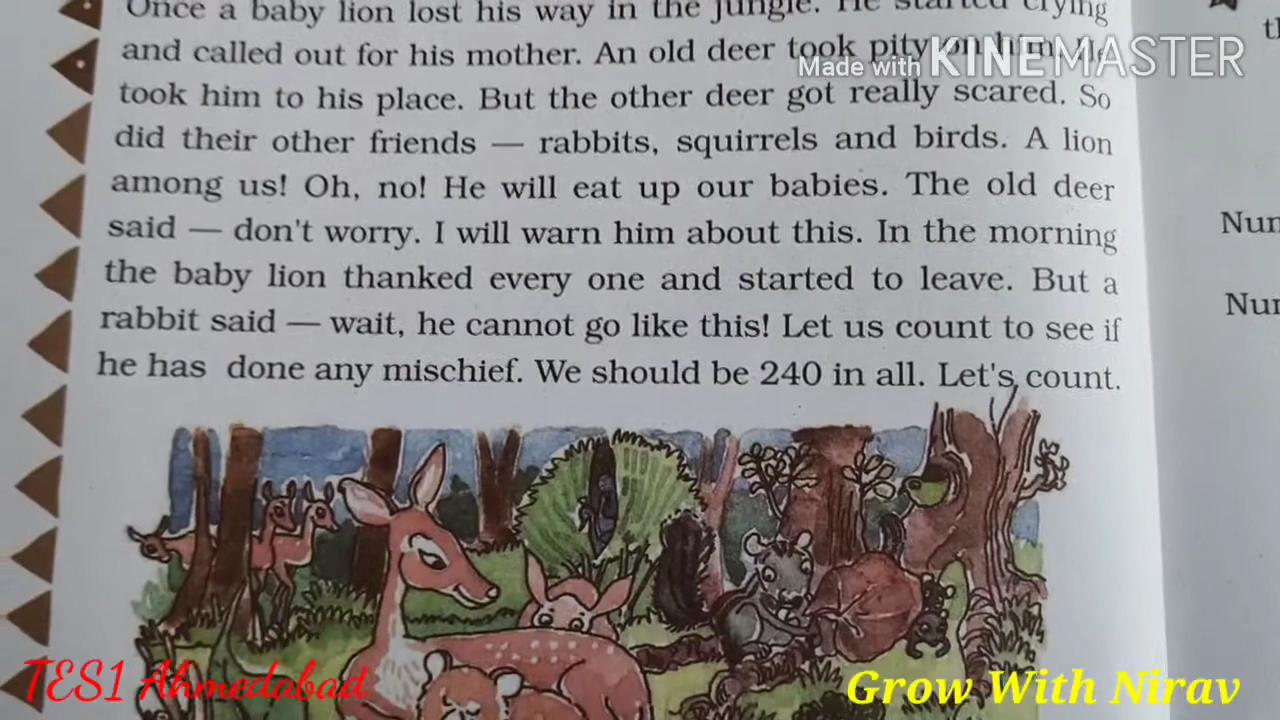 Once a baby lion lost his way in the jungle. He started crying
and called out for his mother. An old deer took pity on him. He
took him to his place. But the other deer got really scared. So
did their other friends — rabbits, squirrels and birds. A lion
among us! Oh, no! He will eat up our babies. The old deer
said — don't worry. I will warn him about this. In the morning
the baby lion thanked every one and started to leave. But a
rabbit said — wait, he cannot go like this! Let us count to see if
he has done any mischief. We should be 240 in all. Let's count.
Made with KINEMASTER
TES1 Ahmedabad
Grow With Nirav